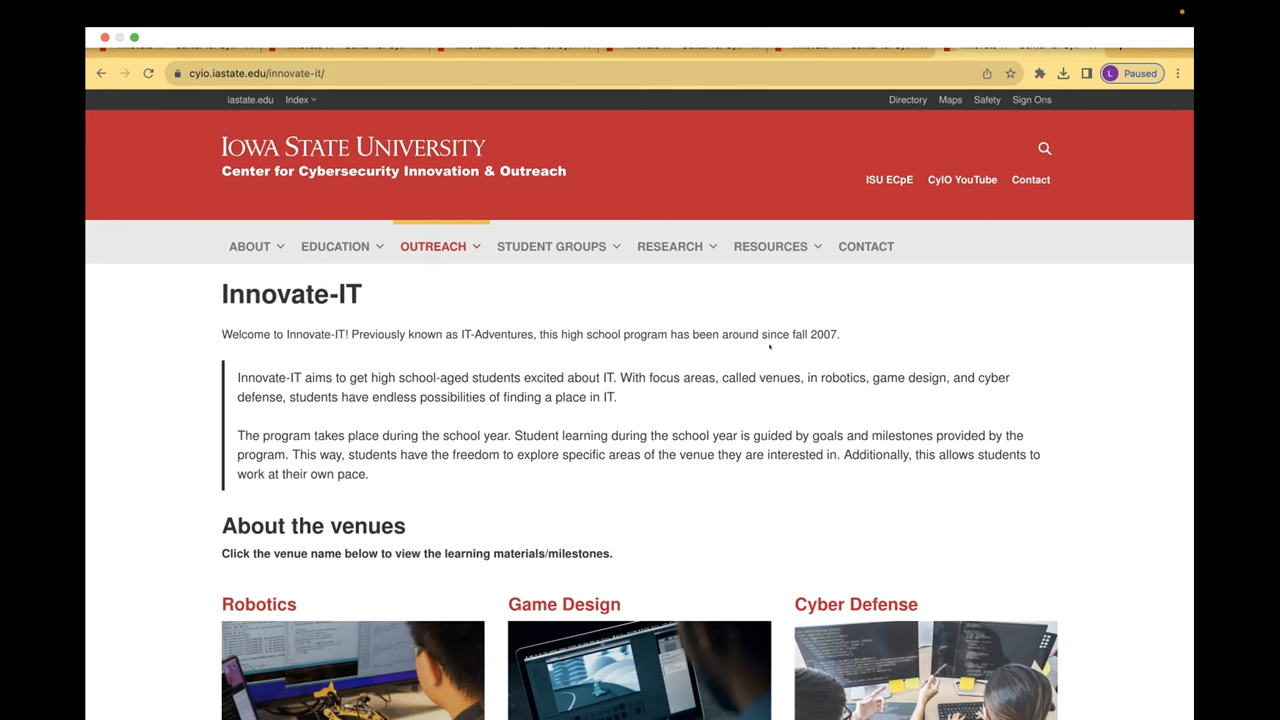 cyio.iastate.edu/innovate-it/
L Paused
iastate.edu Index Directory Maps Safety Sign Ons
IOWA STATE UNIVERSITY
Center for Cybersecurity Innovation & Outreach
ISU ECpE CyIO YouTube Contact
ABOUT EDUCATION OUTREACH STUDENT GROUPS RESEARCH RESOURCES CONTACT
Innovate-IT
Welcome to Innovate-IT! Previously known as IT-Adventures, this high school program has been around since fall 2007.
Innovate-IT aims to get high school-aged students excited about IT. With focus areas, called venues, in robotics, game design, and cyber
defense, students have endless possibilities of finding a place in IT.
The program takes place during the school year. Student learning during the school year is guided by goals and milestones provided by the
program. This way, students have the freedom to explore specific areas of the venue they are interested in. Additionally, this allows students to
work at their own pace.
About the venues
Click the venue name below to view the learning materials/milestones.
Robotics Game Design Cyber Defense